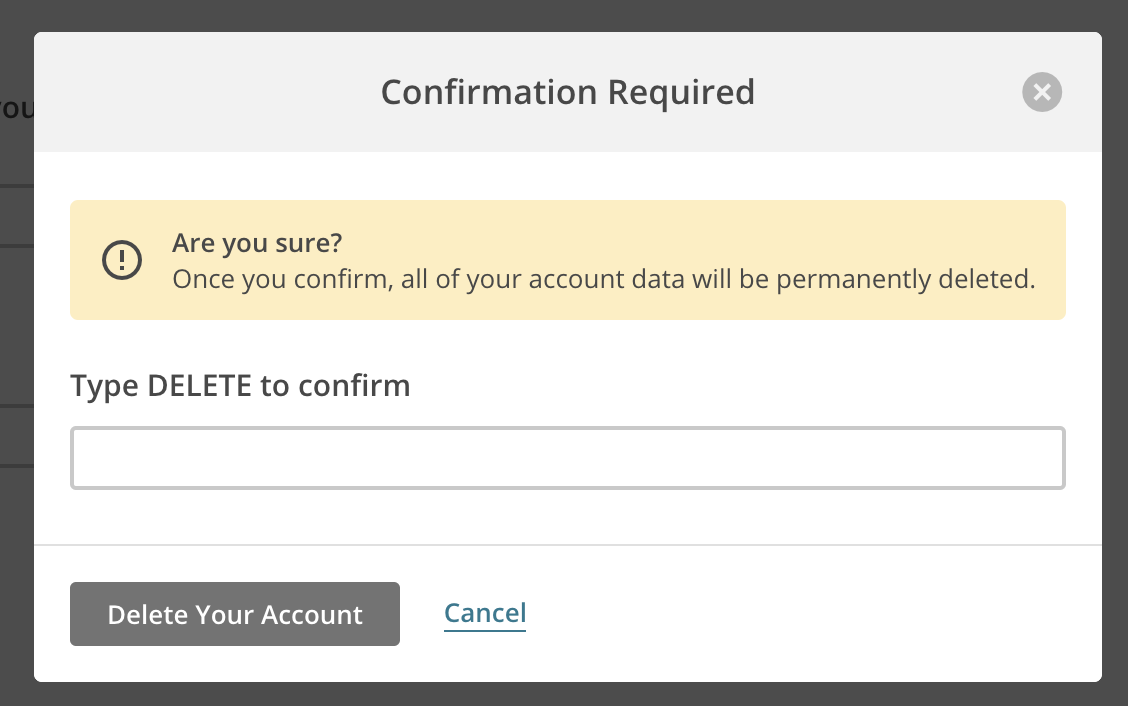 Confirmation Required
you
Are you sure?
Once you confirm, all of your account data will be permanently deleted.
Type DELETE to confirm
Delete Your Account
Cancel